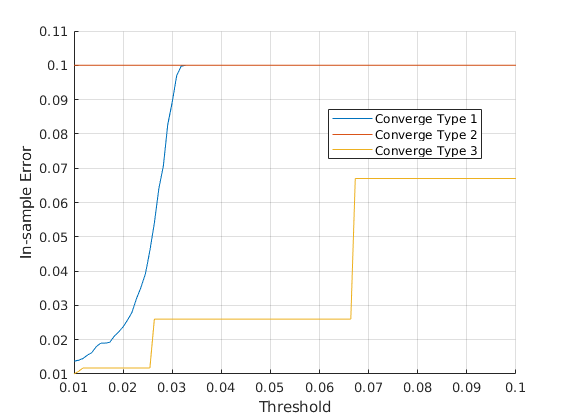 0.11
0.1
0.09
0.08
0.07
0.06
0.05
0.04
0.03
0.02
0.01
In-sample Error
Converge Type 1
Converge Type 2
Converge Type 3
0.01 0.02 0.03 0.04 0.05 0.06 0.07 0.08 0.09 0.1
Threshold